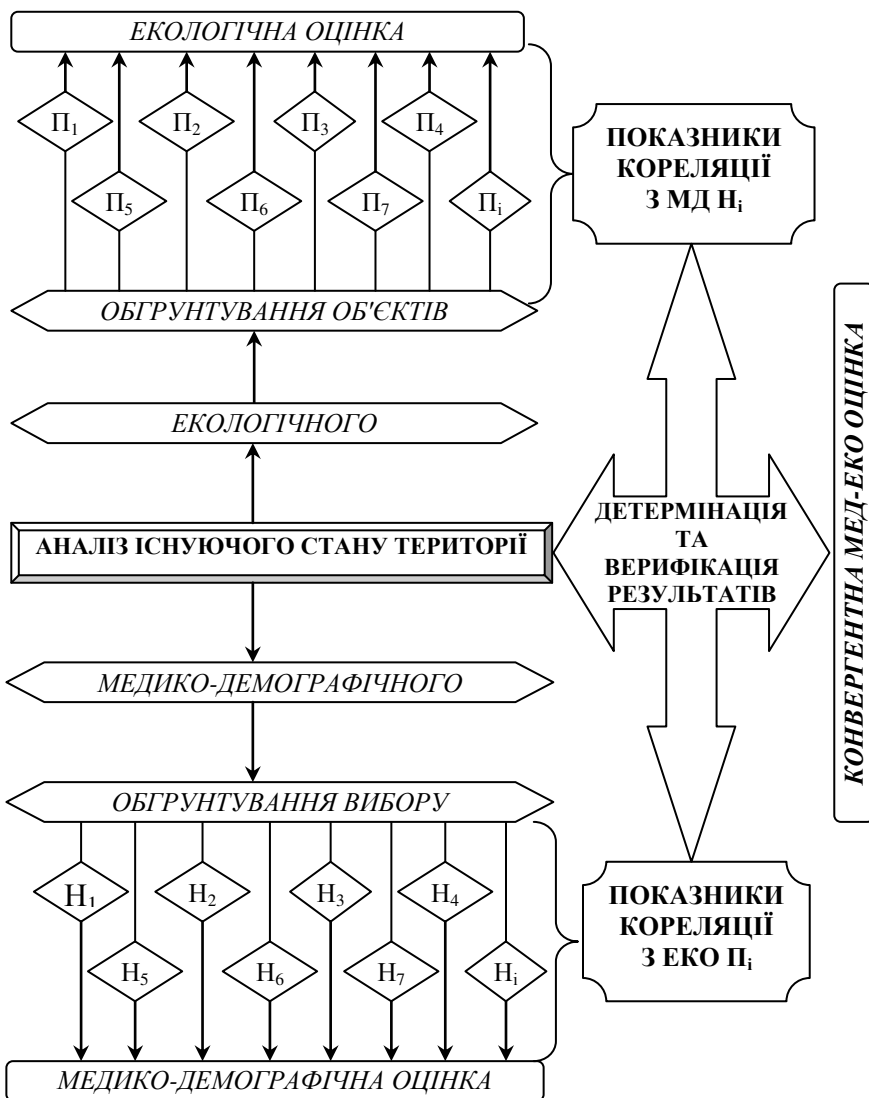 ЕКОЛОГІЧНА ОЦІНКА
П1
П2
П3
П4
П5
П6
П7
Пi
ПОКАЗНИКИ
КОРЕЛЯЦІЇ
З МД Нi
ОБГРУНТУВАННЯ ОБ'ЄКТІВ
ЕКОЛОГІЧНОГО
АНАЛІЗ ІСНУЮЧОГО СТАНУ ТЕРИТОРІЇ
ДЕТЕРМІНАЦІЯ
ТА
ВЕРИФІКАЦІЯ
РЕЗУЛЬТАТІВ
КОНВЕРГЕНТНА МЕД-ЕКО ОЦІНКА
МЕДИКО-ДЕМОГРАФІЧНОГО
ОБГРУНТУВАННЯ ВИБОРУ
Н1
Н2
Н3
Н4
Н5
Н6
Н7
Нi
ПОКАЗНИКИ
КОРЕЛЯЦІЇ
З ЕКО Пi
МЕДИКО-ДЕМОГРАФІЧНА ОЦІНКА